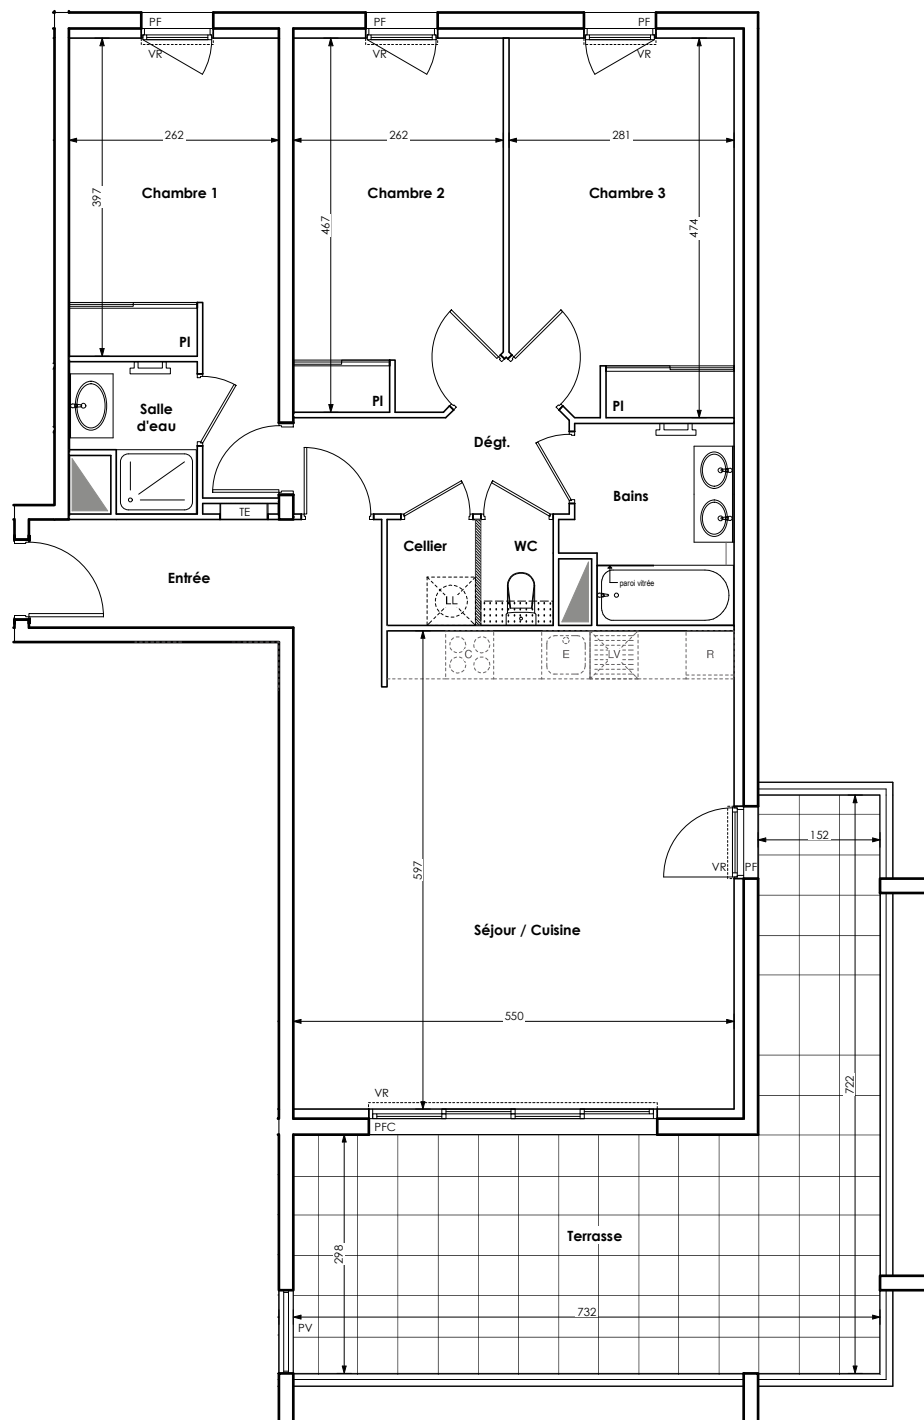 PF
PF
PF
VR
VR
VR
262
262
281
Chambre 1
Chambre 2
Chambre 3
397
467
474
PI
PI
PI
Salle
d'eau
Dégt.
Bains
TE
Cellier
WC
Entrée
paroi vitrée
LL
C
E
LV
R
152
597
VR
PF
Séjour / Cuisine
550
722
VR
PFC
Terrasse
298
732
PV